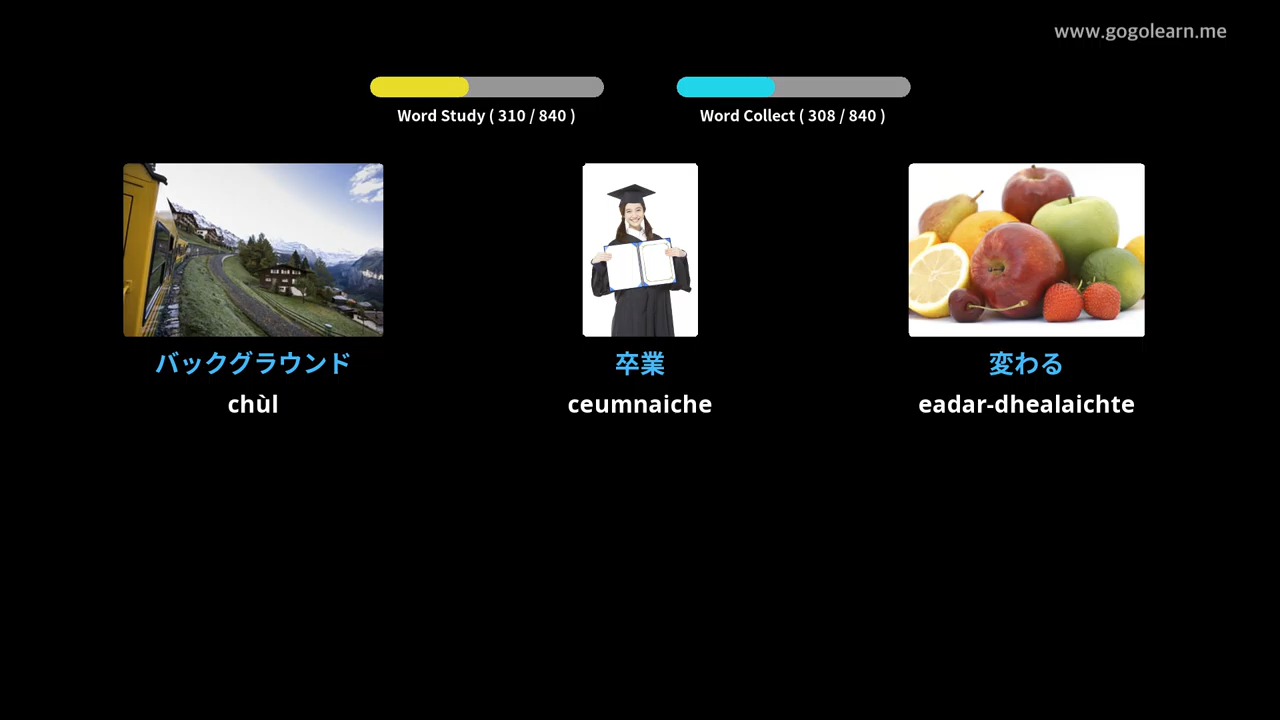 www.gogolearn.me
Word Study ( 310 / 840 )
Word Collect ( 308 / 840 )
バックグラウンド
chùl
卒業
ceumnaiche
変わる
eadar-dhealaichte